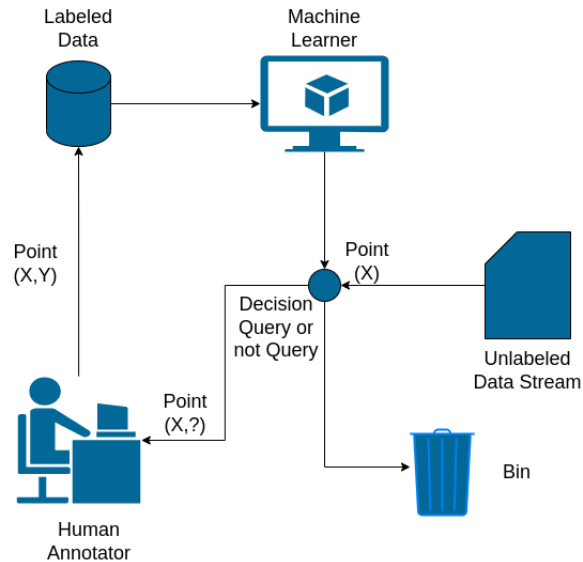 Labeled
Data
Machine
Learner
Point
(X,Y)
Point
(X)
Decision
Query or
not Query
Unlabeled
Data Stream
Point
(X,?)
Bin
Human
Annotator